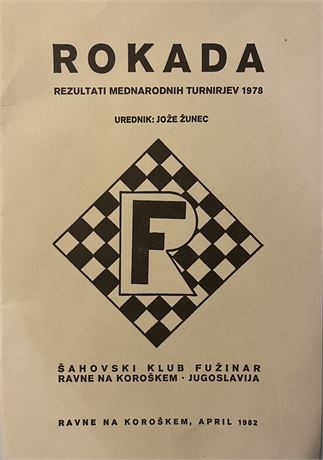 ROKADA
REZULTATI MEDNARODNIH TURNIRJEV 1978
UREDNIK: JOŽE ŽUNEC
FR
ŠAHOVSKI KLUB FUŽINAR
RAVNE NA KOROŠKEM · JUGOSLAVIJA
RAVNE NA KOROŠKEM, APRIL 1982